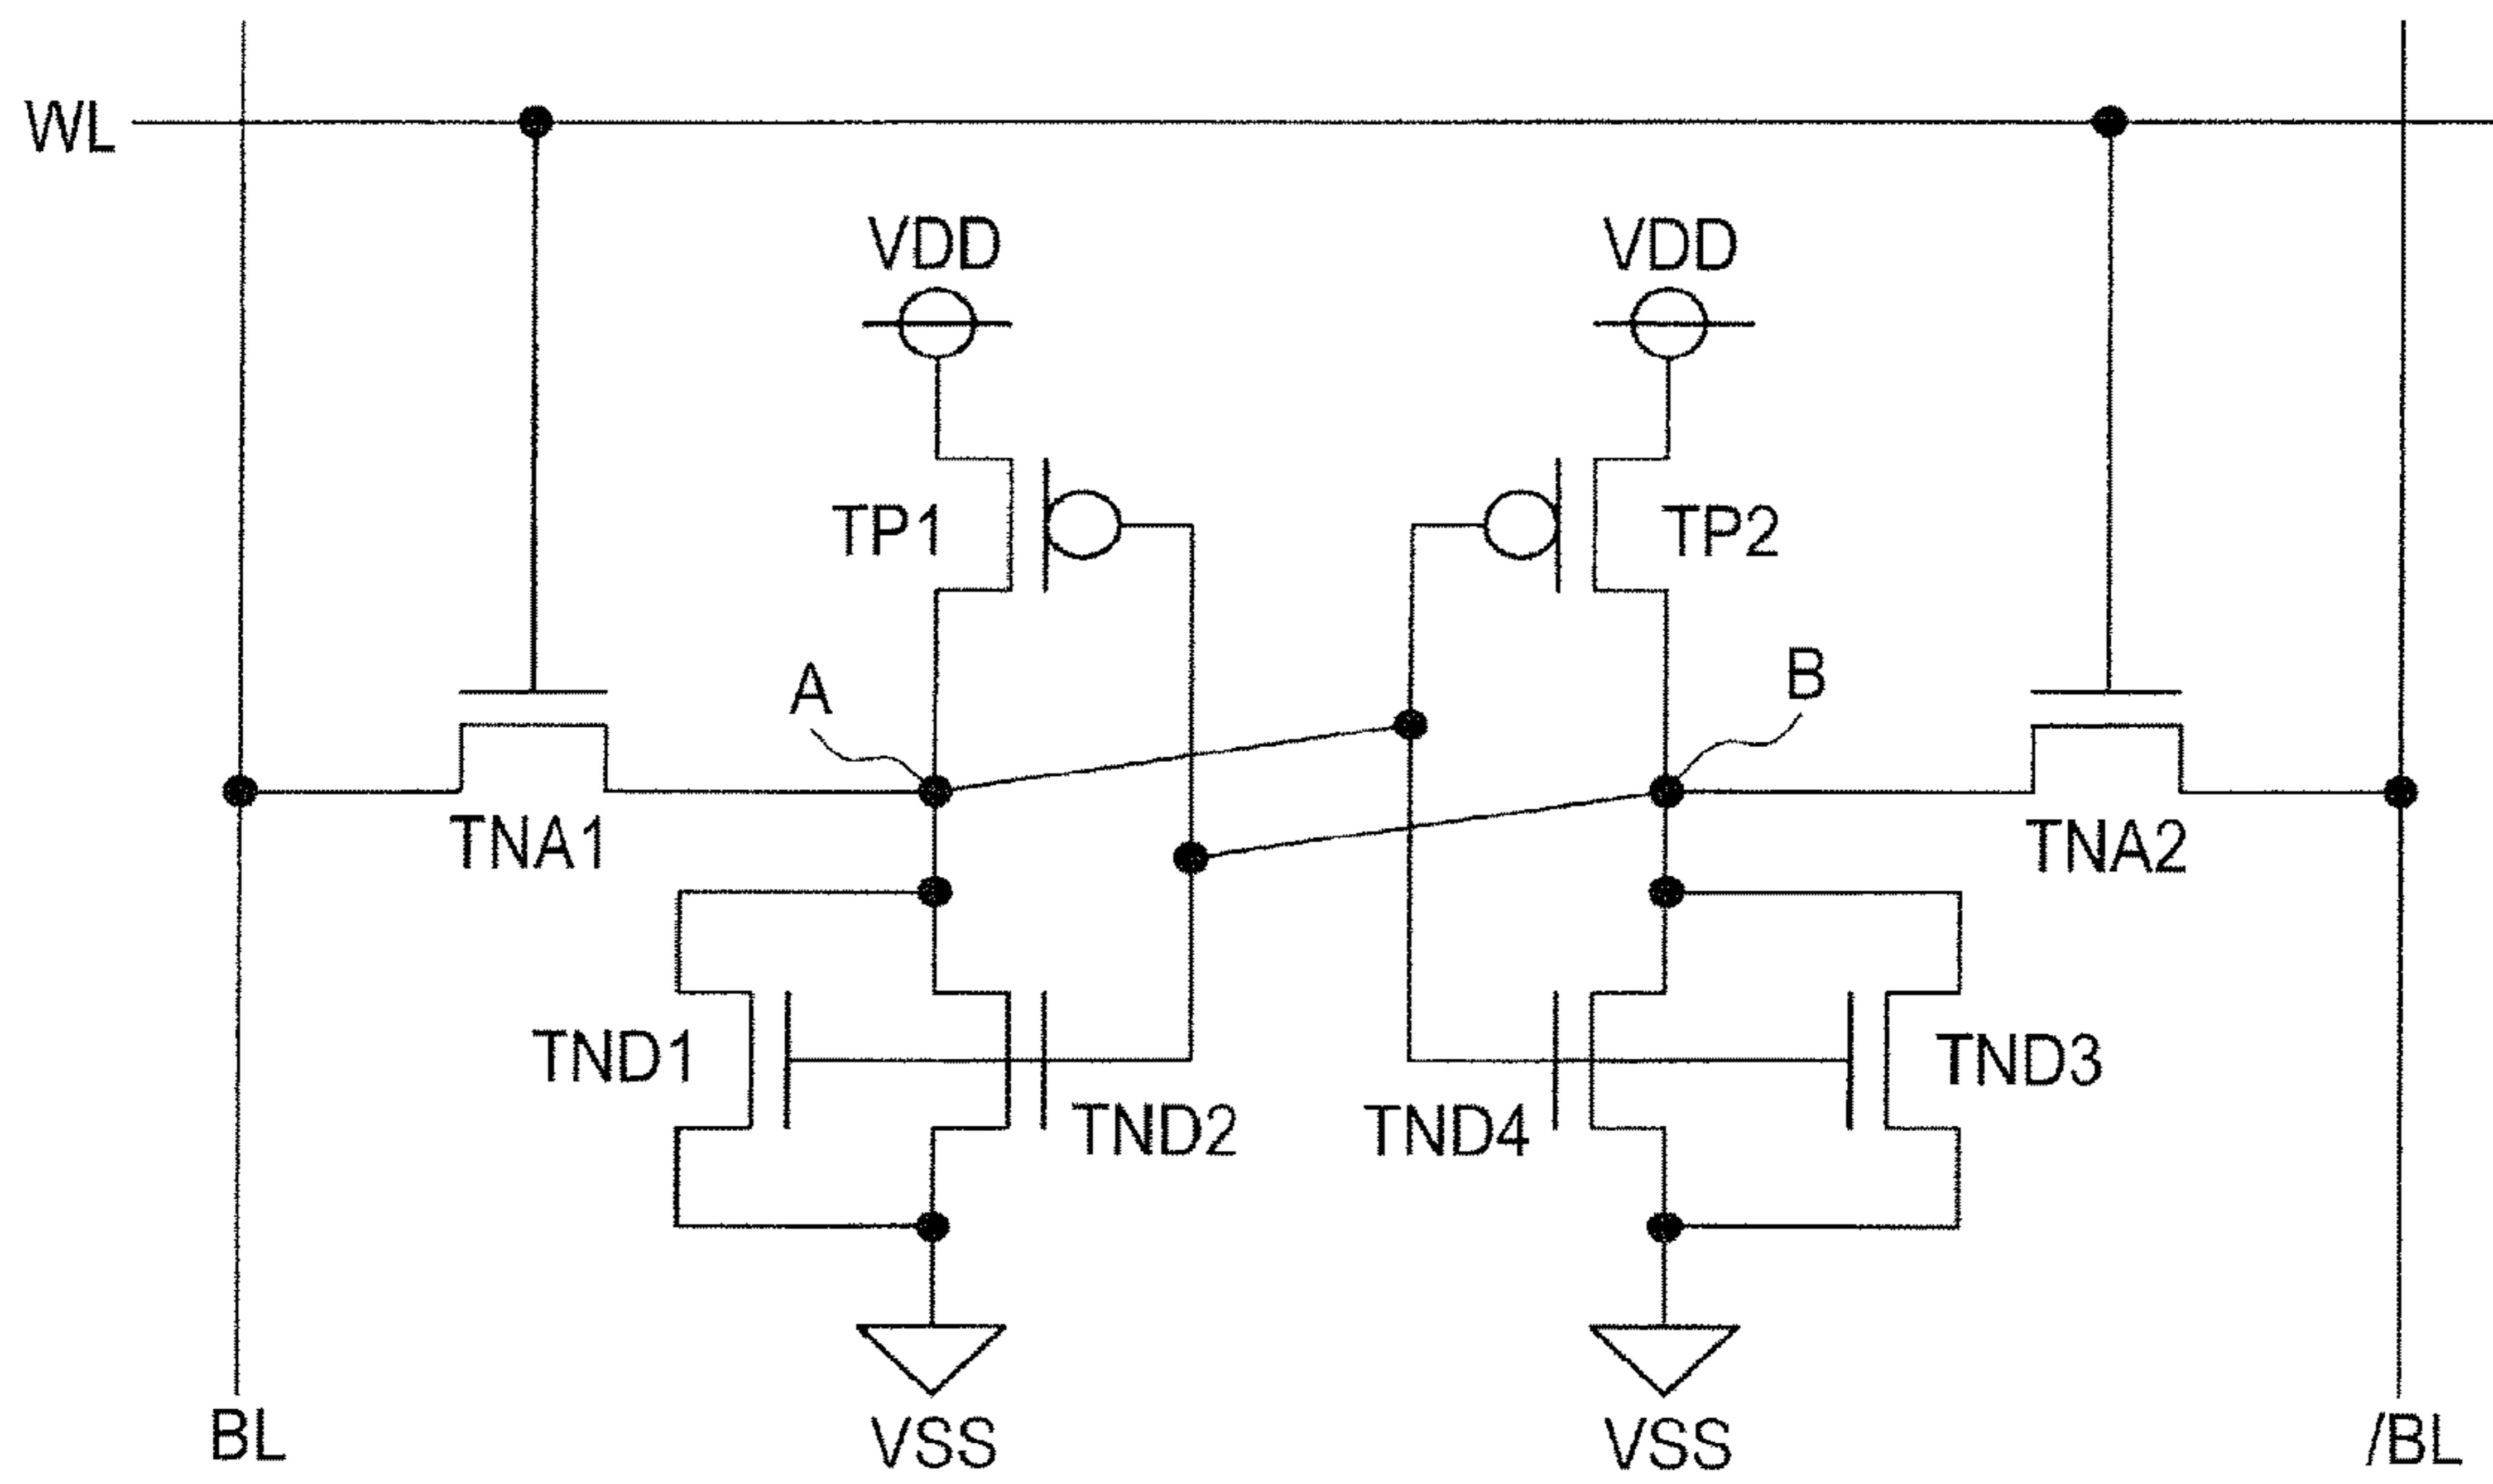 WL
VDD
VDD
TP1
TP2
A
B
TNA1
TNA2
TND1
TND3
TND2
TND4
BL
VSS
VSS
/BL